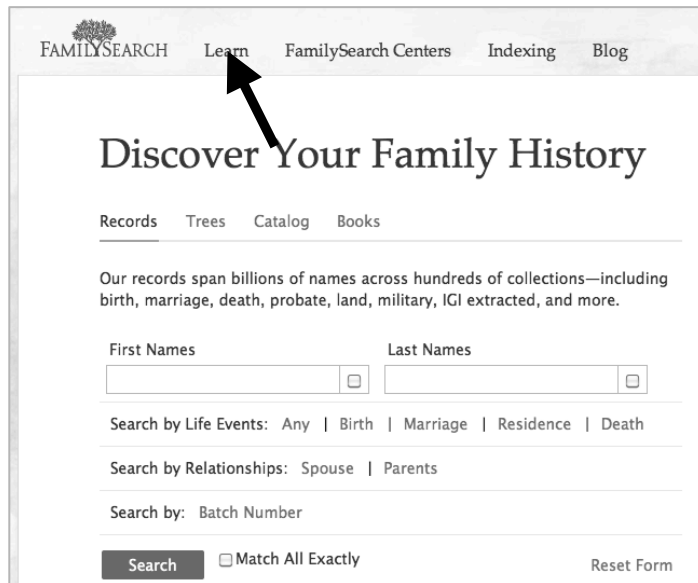 FAMILYSEARCH Learn FamilySearch Centers Indexing Blog
Discover Your Family History
Records Trees Catalog Books
Our records span billions of names across hundreds of collections—including
birth, marriage, death, probate, land, military, IGI extracted, and more.
First Names Last Names
Search by Life Events: Any | Birth | Marriage | Residence | Death
Search by Relationships: Spouse | Parents
Search by: Batch Number
Search Match All Exactly Reset Form